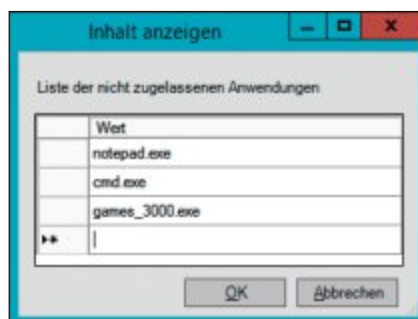 Inhalt anzeigen
Liste der nicht zugelassenen Anwendungen
Wert
notepad.exe
cmd.exe
games_3000.exe
OK
Abbrechen